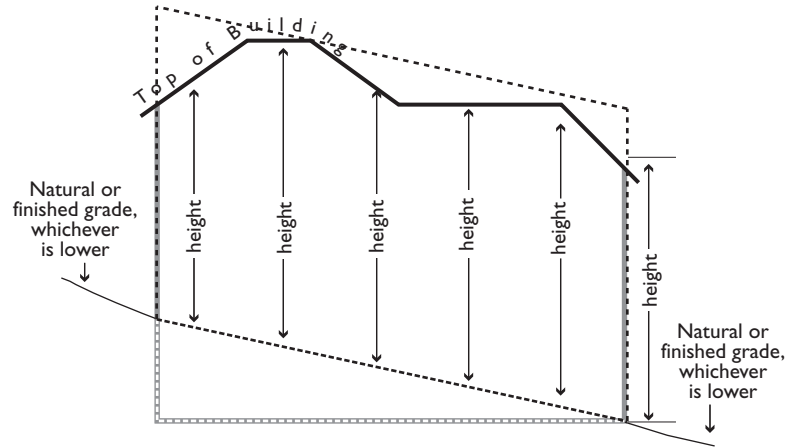 Top of Building
Natural or
finished grade,
whichever
is lower
height
height
height
height
height
height
Natural or
finished grade,
whichever
is lower